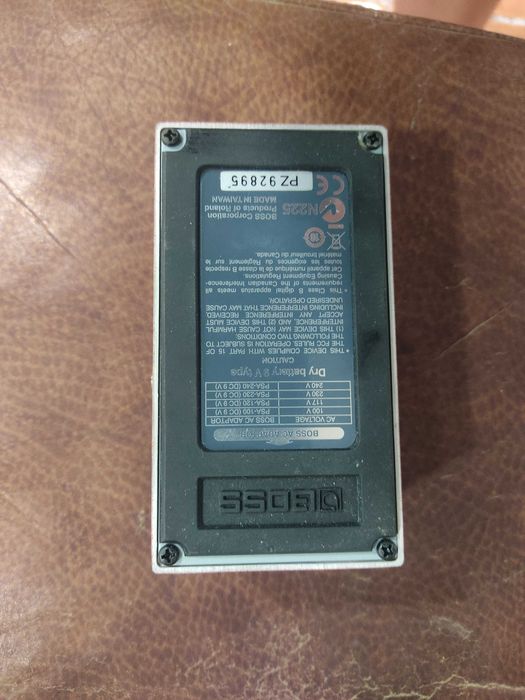 BOSS
BOSS AC ADAPTOR
AC VOLTAGE BOSS AC ADAPTOR
100 V PSA-100 (DC 9 V)
117 V PSA-120 (DC 9 V)
230 V PSA-230 (DC 9 V)
240 V PSA-240 (DC 9 V)
Dry battery 9 V type
CAUTION
* THIS DEVICE COMPLIES WITH PART 15 OF
THE FCC RULES. OPERATION IS SUBJECT TO
THE FOLLOWING TWO CONDITIONS:
(1) THIS DEVICE MAY NOT CAUSE HARMFUL
INTERFERENCE, AND (2) THIS DEVICE MUST
ACCEPT ANY INTERFERENCE RECEIVED,
INCLUDING INTERFERENCE THAT MAY CAUSE
UNDESIRED OPERATION.
* This Class B digital apparatus meets all
requirements of the Canadian Interference-
Causing Equipment Regulations.
Cet appareil numérique de la classe B respecte
toutes les exigences du Règlement sur le
matériel brouilleur du Canada.
BOSS Corporation
Products of Roland
MADE IN TAIWAN
N225
CE
PZ92895